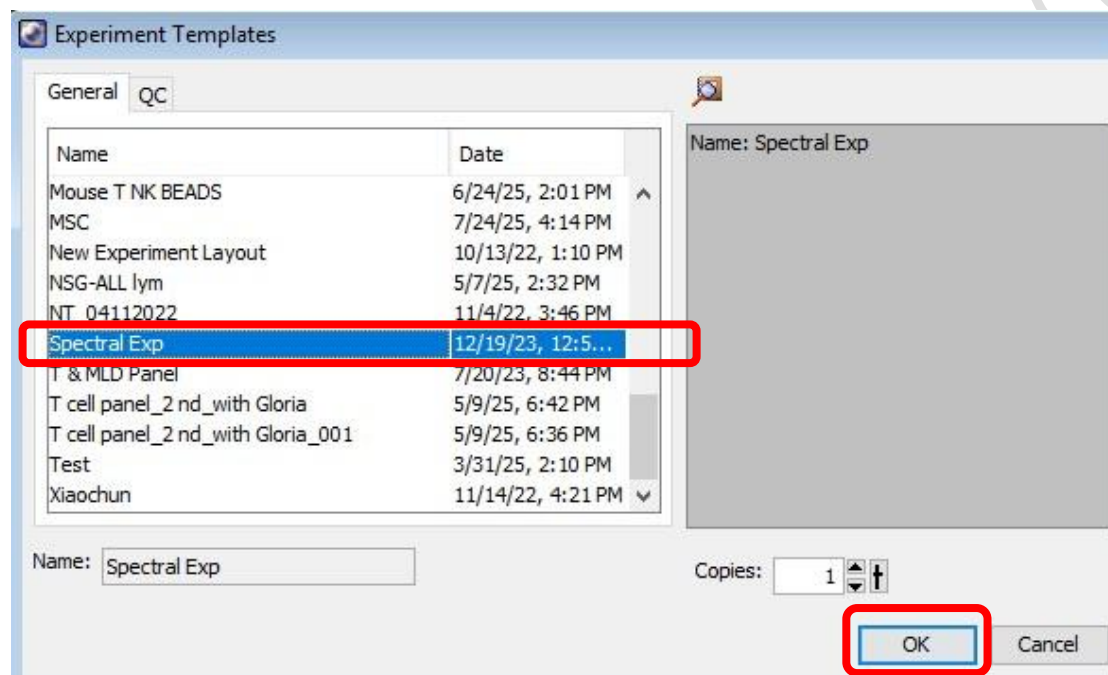 Experiment Templates
General QC
Name Date
Mouse T NK BEADS 6/24/25, 2:01 PM
MSC 7/24/25, 4:14 PM
New Experiment Layout 10/13/22, 1:10 PM
NSG-ALL lym 5/7/25, 2:32 PM
NT_04112022 11/4/22, 3:46 PM
Spectral Exp 12/19/23, 12:5...
T & MLD Panel 7/20/23, 8:44 PM
T cell panel_2 nd_with Gloria 5/9/25, 6:42 PM
T cell panel_2 nd_with Gloria_001 5/9/25, 6:36 PM
Test 3/31/25, 2:10 PM
Xiaochun 11/14/22, 4:21 PM
Name: Spectral Exp
Name: Spectral Exp
Copies: 1
OK Cancel